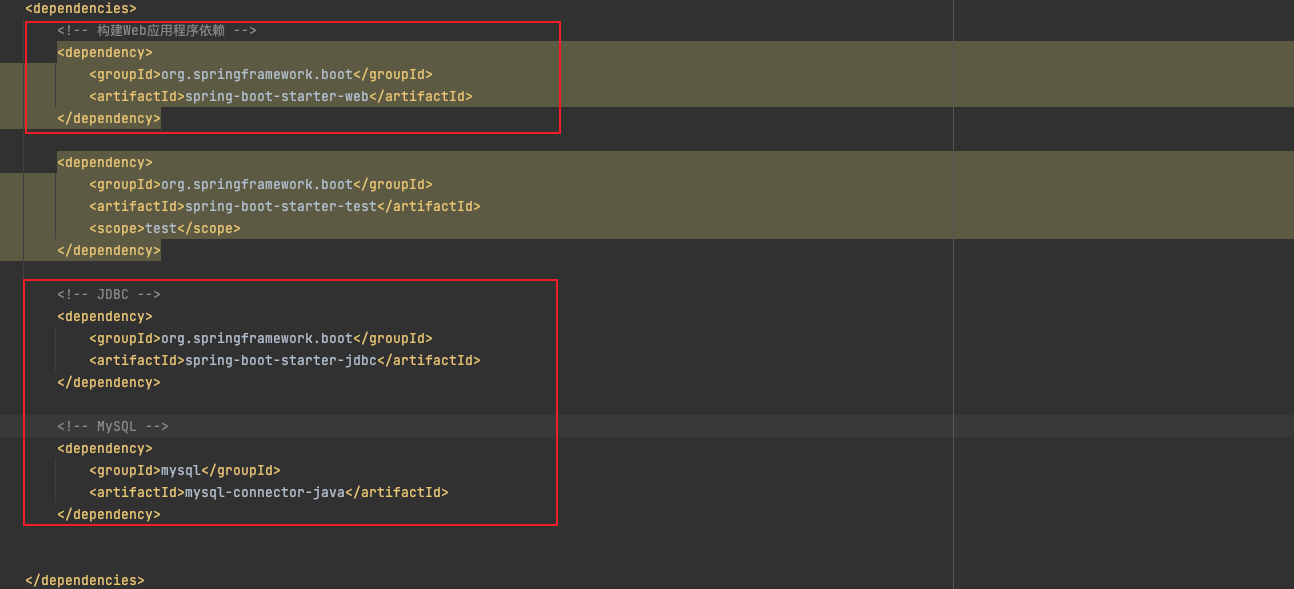 <dependencies>
<!-- 构建Web应用程序依赖 -->
<dependency>
<groupId>org.springframework.boot</groupId>
<artifactId>spring-boot-starter-web</artifactId>
</dependency>
<dependency>
<groupId>org.springframework.boot</groupId>
<artifactId>spring-boot-starter-test</artifactId>
<scope>test</scope>
</dependency>
<!-- JDBC -->
<dependency>
<groupId>org.springframework.boot</groupId>
<artifactId>spring-boot-starter-jdbc</artifactId>
</dependency>
<!-- MySQL -->
<dependency>
<groupId>mysql</groupId>
<artifactId>mysql-connector-java</artifactId>
</dependency>
</dependencies>